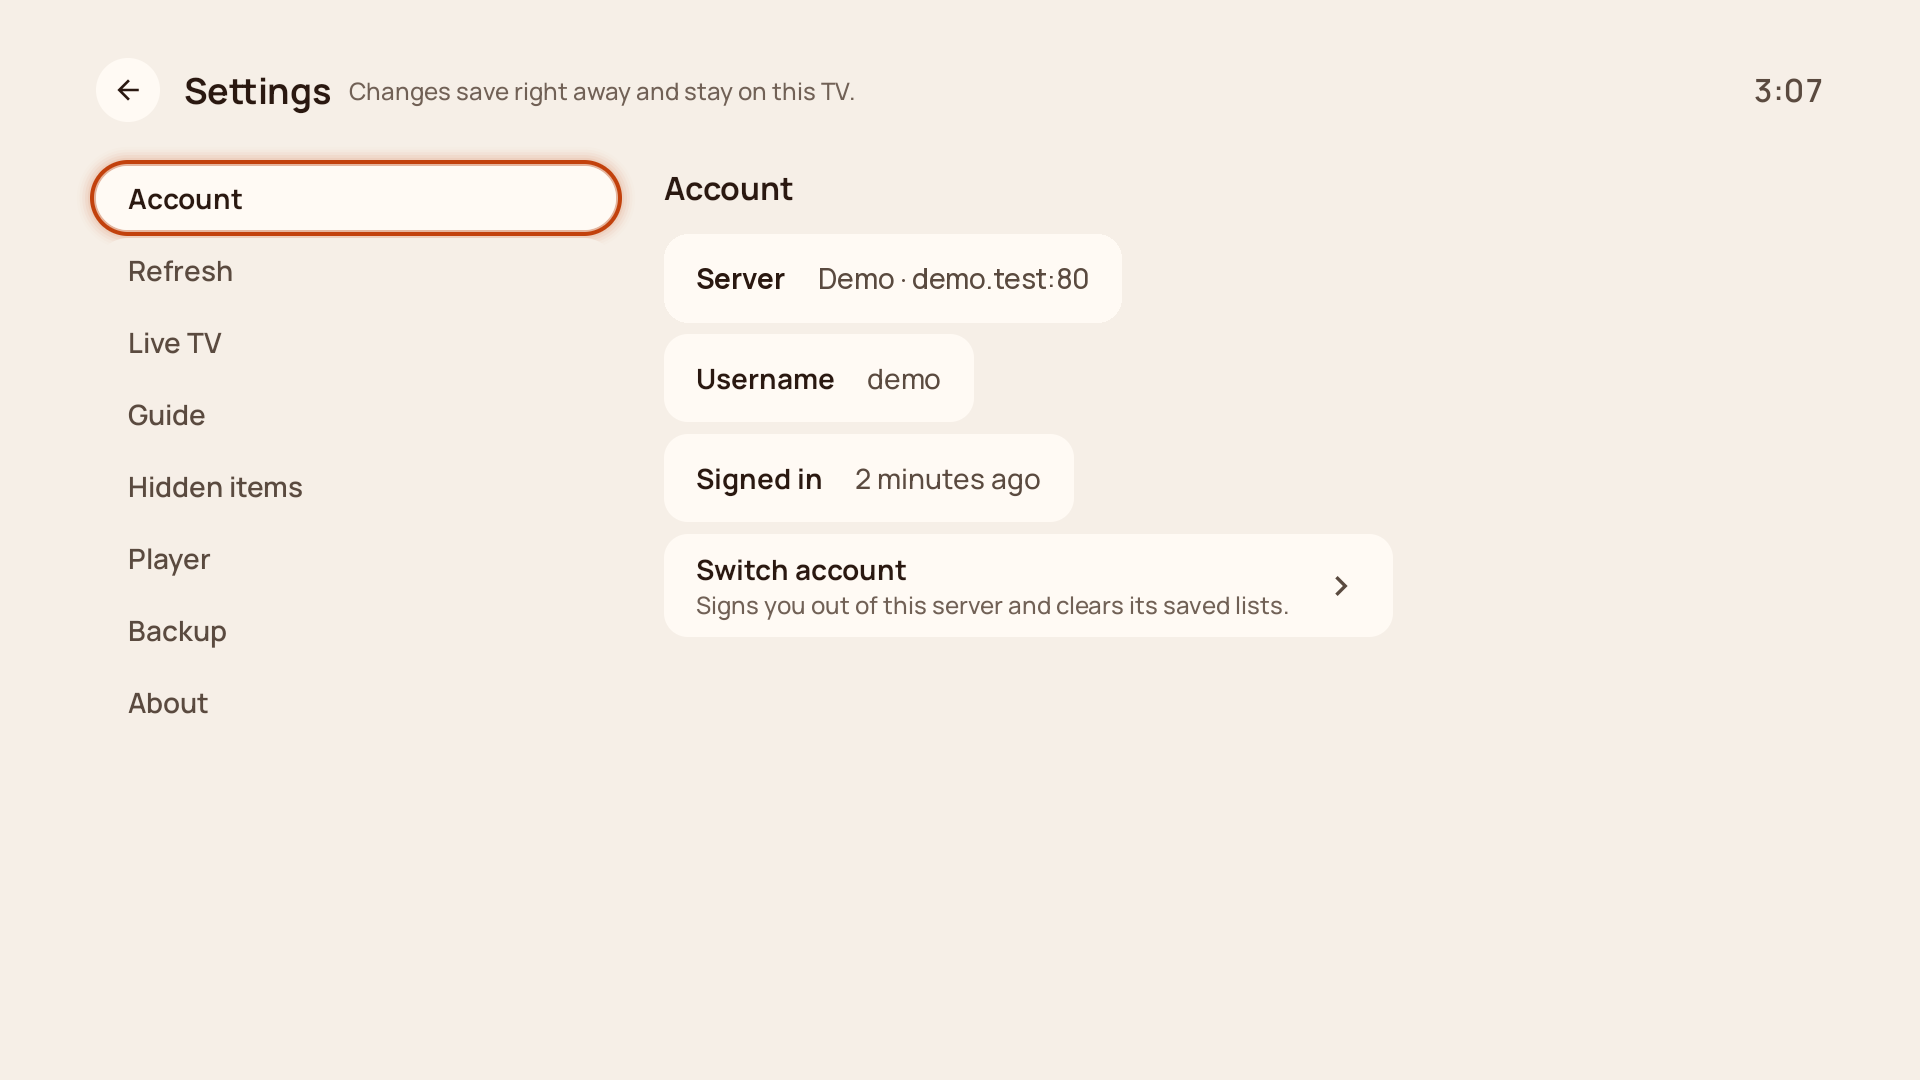 Settings Changes save right away and stay on this TV.
3:07
Account
Refresh
Live TV
Guide
Hidden items
Player
Backup
About
Account
Server Demo · demo.test:80
Username demo
Signed in 2 minutes ago
Switch account
Signs you out of this server and clears its saved lists.